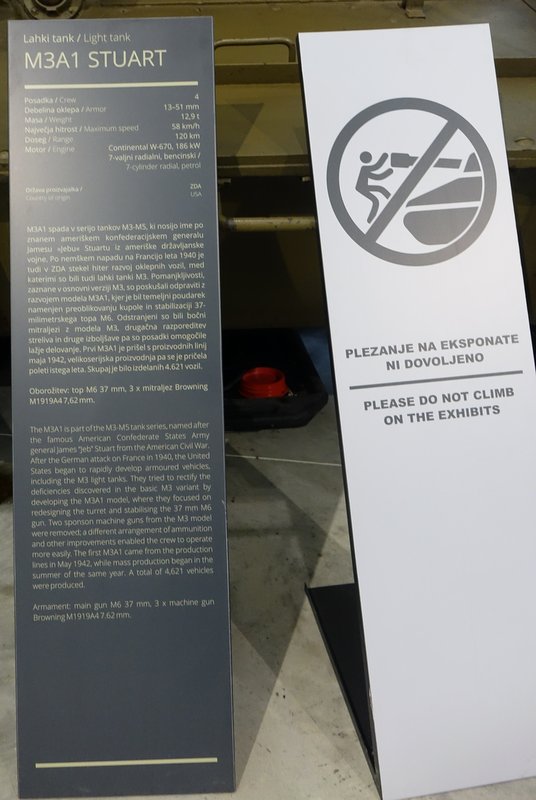 Lahki tank / Light tank
M3A1 STUART
Posadka / Crew 4
Debelina oklepa / Armor 13–51 mm
Masa / Weight 12,9 t
Največja hitrost / Maximum speed 58 km/h
Doseg / Range 120 km
Motor / Engine Continental W-670, 186 kW
7-valjni radialni, bencinski /
7-cylinder radial, petrol
Država proizvajalka / ZDA
Country of origin USA
M3A1 spada v serijo tankov M3-M5, ki nosijo ime po
znanem ameriškem konfederacijskem generalu
Jamesu »Jebu« Stuartu iz ameriške državljanske
vojne. Po nemškem napadu na Francijo leta 1940 je
tudi v ZDA stekel hiter razvoj oklepnih vozil, med
katerimi so bili tudi lahki tanki M3. Pomanjkljivosti,
zaznane v osnovni verziji M3, so poskušali odpraviti z
razvojem modela M3A1, kjer je bil temeljni poudarek
namenjen preoblikovanju kupole in stabilizaciji 37-
milimetrskega topa M6. Odstranjeni so bili bočni
mitraljezi z modela M3, drugačna razporeditev
streliva in druge izboljšave pa so posadki omogočile
lažje delovanje. Prvi M3A1 je prišel s proizvodnih linij
maja 1942, velikoserijska proizvodnja pa se je pričela
poleti istega leta. Skupaj je bilo izdelanih 4,621 vozil.
Oborožitev: top M6 37 mm, 3 x mitraljez Browning
M1919A4 7,62 mm.
The M3A1 is part of the M3-M5 tank series, named after
the famous American Confederate States Army
general James "Jeb" Stuart from the American Civil War.
After the German attack on France in 1940, the United
States began to rapidly develop armoured vehicles,
including the M3 light tanks. They tried to rectify the
deficiencies discovered in the basic M3 variant by
developing the M3A1 model, where they focused on
redesigning the turret and stabilising the 37 mm M6
gun. Two sponson machine guns from the M3 model
were removed; a different arrangement of ammunition
and other improvements enabled the crew to operate
more easily. The first M3A1 came from the production
lines in May 1942, while mass production began in the
summer of the same year. A total of 4,621 vehicles
were produced.
Armament: main gun M6 37 mm, 3 x machine gun
Browning M1919A4 7.62 mm.
PLEZANJE NA EKSPONATE
NI DOVOLJENO
PLEASE DO NOT CLIMB
ON THE EXHIBITS